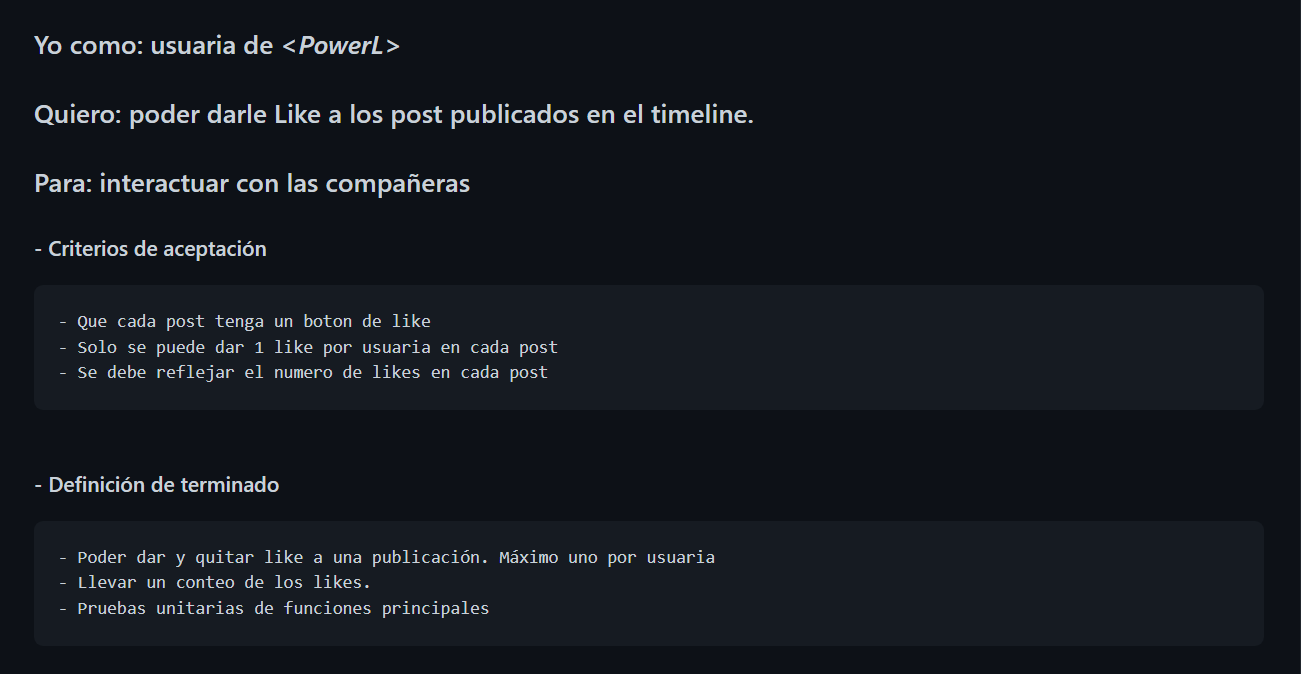 Yo como: usuaria de <PowerL>
Quiero: poder darle Like a los post publicados en el timeline.
Para: interactuar con las compañeras
- Criterios de aceptación
- Que cada post tenga un boton de like
- Solo se puede dar 1 like por usuaria en cada post
- Se debe reflejar el numero de likes en cada post
- Definición de terminado
- Poder dar y quitar like a una publicación. Máximo uno por usuaria
- Llevar un conteo de los likes.
- Pruebas unitarias de funciones principales